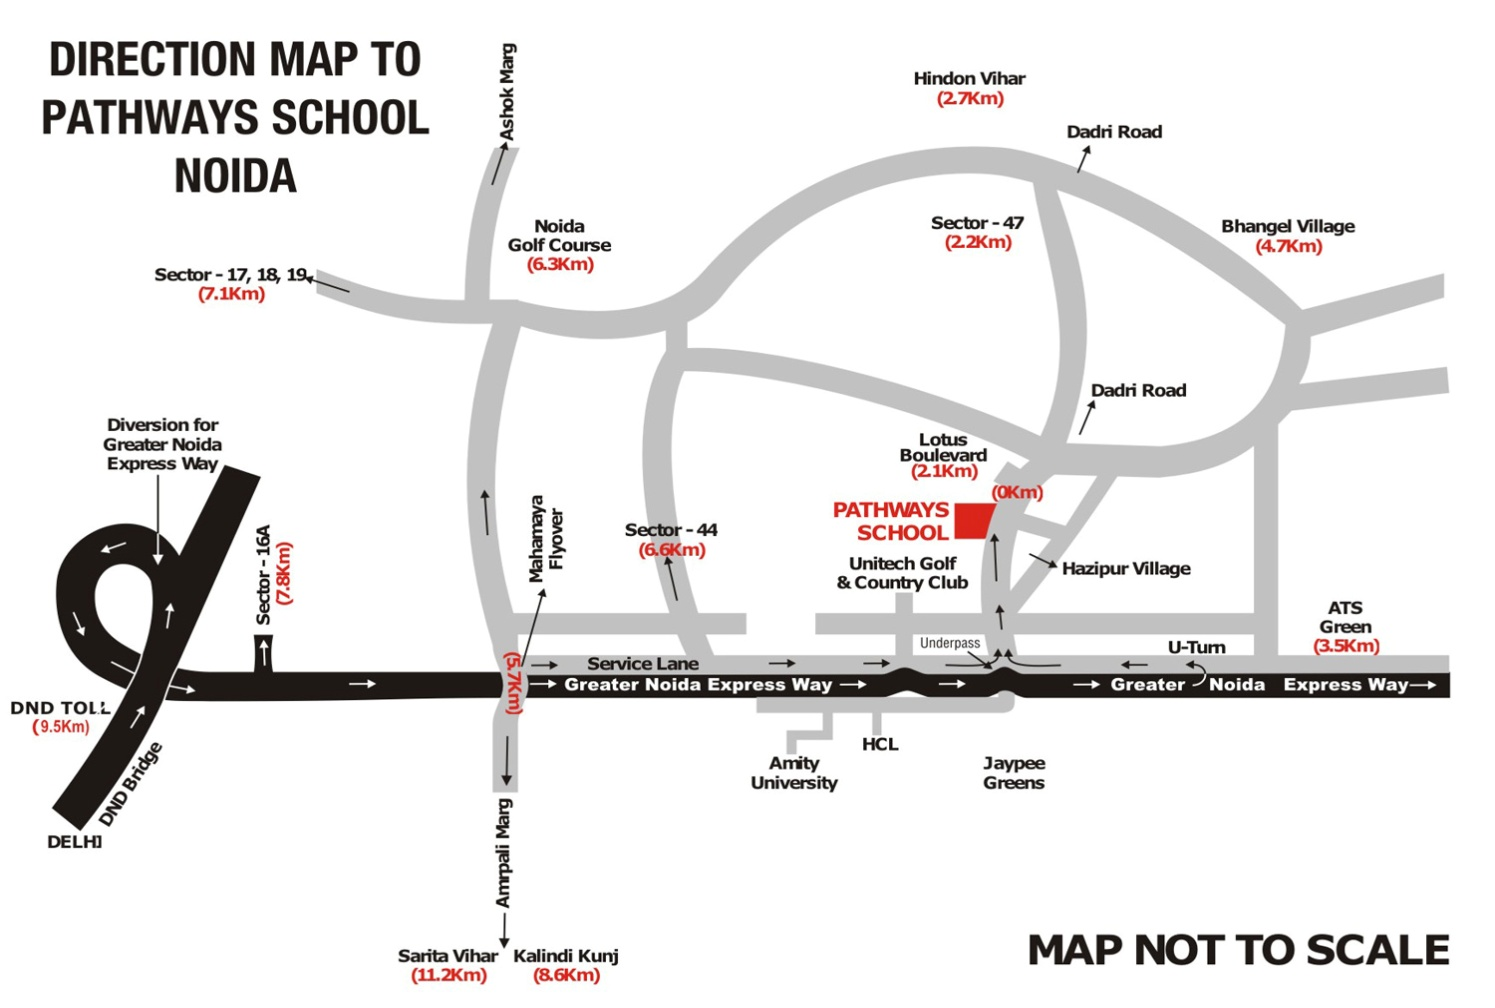 DIRECTION MAP TO
PATHWAYS SCHOOL
NOIDA
Ashok Marg
Hindon Vihar
(2.7Km)
Dadri Road
Noida
Golf Course
(6.3Km)
Sector - 47
(2.2Km)
Bhangel Village
(4.7Km)
Sector - 17, 18, 19
(7.1Km)
Dadri Road
Diversion for
Greater Noida
Express Way
Lotus
Boulevard
(2.1Km)
(0Km)
PATHWAYS
SCHOOL
Mahamaya
Flyover
Sector - 44
(6.6Km)
Sector - 16A
(7.8Km)
Unitech Golf
& Country Club
Hazipur Village
ATS
Green
(3.5Km)
Underpass
U-Turn
Service Lane
(5.7Km)
Greater Noida Express Way
Greater Noida Express Way
DND TOLL
(9.5Km)
DND Bridge
DELHI
HCL
Amity
University
Jaypee
Greens
Amrpali Marg
Sarita Vihar
(11.2Km)
Kalindi Kunj
(8.6Km)
MAP NOT TO SCALE